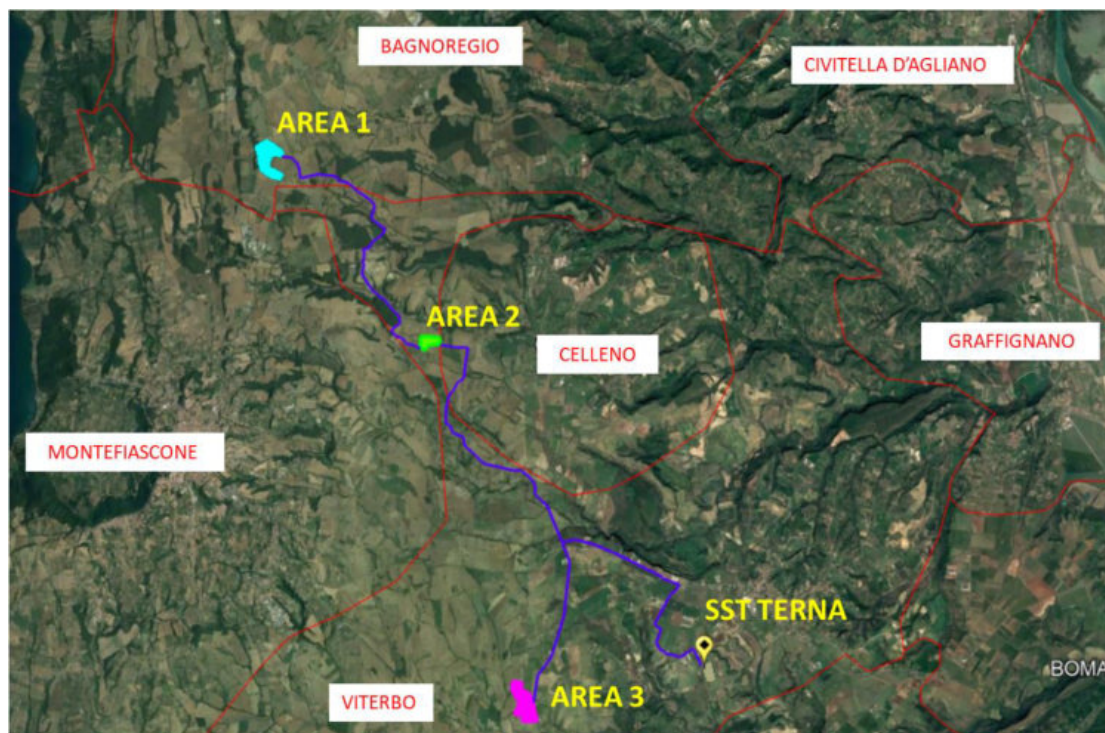 BAGNOREGIO
CIVITELLA D'AGLIANO
AREA 1
AREA 2
CELLENO
GRAFFIGNANO
MONTEFIASCONE
SST TERNA
BOMA
VITERBO
AREA 3